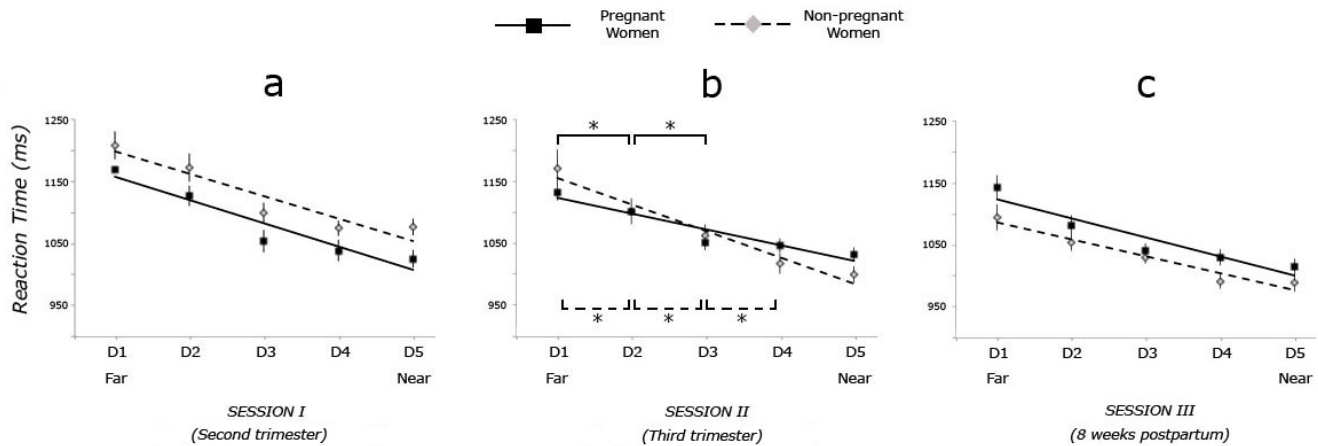 Pregnant
Women
Non-pregnant
Women
a
b
c
Reaction Time (ms)
1250
1150
1050
950
D1
D2
D3
D4
D5
Far
Near
SESSION I
(Second trimester)
1250
1150
1050
950
*
*
*
*
*
D1
D2
D3
D4
D5
Far
Near
SESSION II
(Third trimester)
1250
1150
1050
950
D1
D2
D3
D4
D5
Far
Near
SESSION III
(8 weeks postpartum)